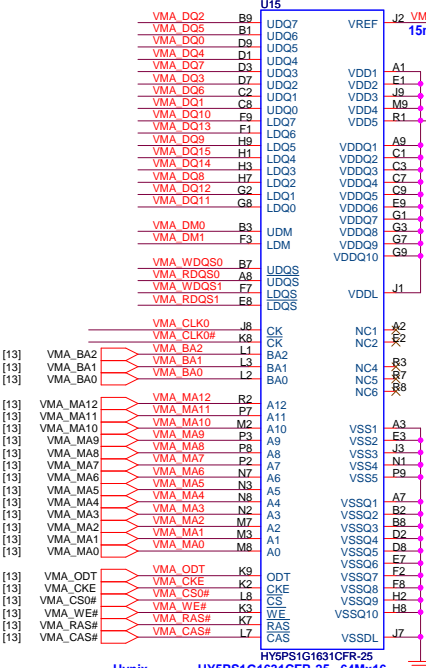 U15
VMA_DQ2 B9 UDQ7
VMA_DQ5 B1 UDQ6
VMA_DQ0 D9 UDQ5
VMA_DQ4 D1 UDQ4
VMA_DQ7 D3 UDQ3
VMA_DQ3 D7 UDQ2
VMA_DQ6 C2 UDQ1
VMA_DQ1 C8 UDQ0
VMA_DQ10 F9 LDQ7
VMA_DQ13 F1 LDQ6
VMA_DQ9 H9 LDQ5
VMA_DQ15 H1 LDQ4
VMA_DQ14 H3 LDQ3
VMA_DQ8 H7 LDQ2
VMA_DQ12 G2 LDQ1
VMA_DQ11 G8 LDQ0
VMA_DM0 B3 UDM
VMA_DM1 F3 LDM
VMA_WDQS0 B7 UDQS
VMA_RDQS0 A8 UDQS
VMA_WDQS1 F7 LDQS
VMA_RDQS1 E8 LDQS
VMA_CLK0 J8 CK
VMA_CLK0# K8 CK
[13] VMA_BA2 VMA_BA2 L1 BA2
[13] VMA_BA1 VMA_BA1 L3 BA1
[13] VMA_BA0 VMA_BA0 L2 BA0
[13] VMA_MA12 VMA_MA12 R2 A12
[13] VMA_MA11 VMA_MA11 P7 A11
[13] VMA_MA10 VMA_MA10 M2 A10
[13] VMA_MA9 VMA_MA9 P3 A9
[13] VMA_MA8 VMA_MA8 P8 A8
[13] VMA_MA7 VMA_MA7 P2 A7
[13] VMA_MA6 VMA_MA6 N7 A6
[13] VMA_MA5 VMA_MA5 N3 A5
[13] VMA_MA4 VMA_MA4 N8 A4
[13] VMA_MA3 VMA_MA3 N2 A3
[13] VMA_MA2 VMA_MA2 M7 A2
[13] VMA_MA1 VMA_MA1 M3 A1
[13] VMA_MA0 VMA_MA0 M8 A0
[13] VMA_ODT VMA_ODT K9 ODT
[13] VMA_CKE VMA_CKE K2 CKE
[13] VMA_CS0# VMA_CS0# L8 CS
[13] VMA_WE# VMA_WE# K3 WE
[13] VMA_RAS# VMA_RAS# K7 RAS
[13] VMA_CAS# VMA_CAS# L7 CAS
VREF J2
VDD1 A1
VDD2 E1
VDD3 J9
VDD4 M9
VDD5 R1
VDDQ1 A9
VDDQ2 C1
VDDQ3 C3
VDDQ4 C7
VDDQ5 C9
VDDQ6 E9
VDDQ7 G1
VDDQ8 G3
VDDQ9 G7
VDDQ10 G9
VDDL J1
NC1 A2
NC2 E2
NC4 R3
NC5 R7
NC6 R8
VSS1 A3
VSS2 E3
VSS3 J3
VSS4 N1
VSS5 P9
VSSQ1 A7
VSSQ2 B2
VSSQ3 B8
VSSQ4 D2
VSSQ5 D8
VSSQ6 E7
VSSQ7 F2
VSSQ8 F8
VSSQ9 H2
VSSQ10 H8
VSSDL J7
HY5PS1G1631CFR-25